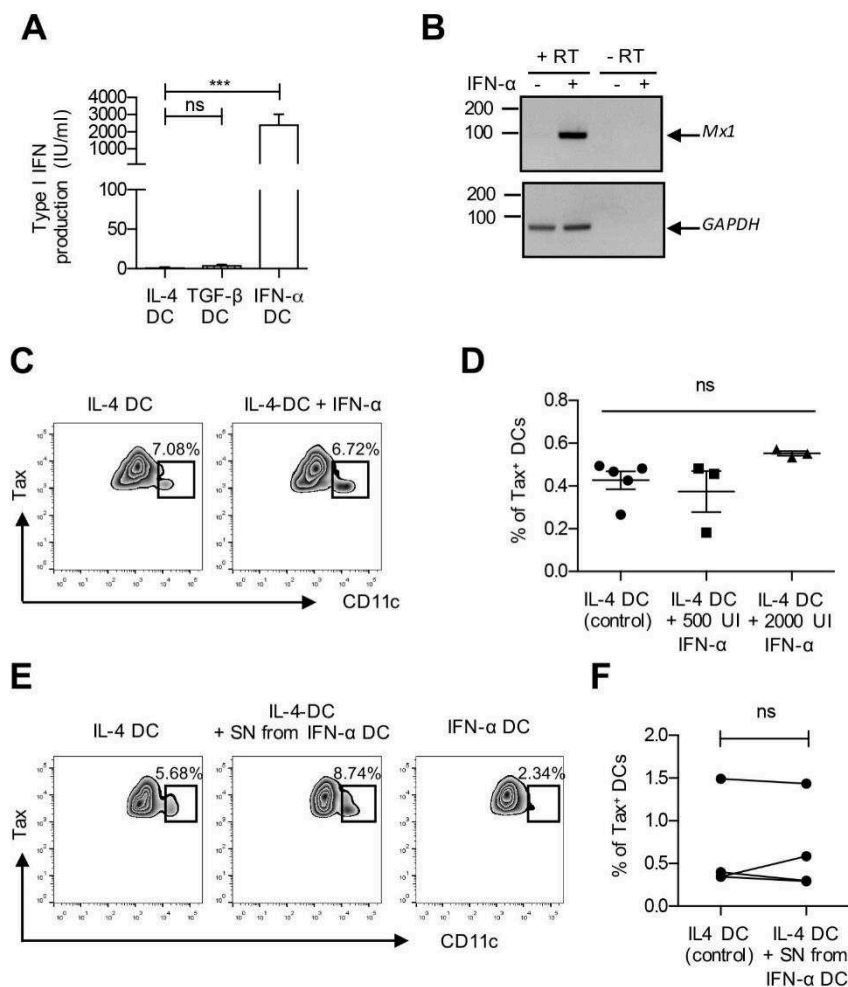 A
Type I IFN
production (IU/ml)
4000
3000
2000
1000
100
50
0
***
ns
IL-4
DC
TGF-β
DC
IFN-α
DC
B
+ RT
- RT
IFN-α
- + - +
200
100
Mx1
200
100
GAPDH
C
IL-4 DC
IL-4-DC + IFN-α
7.08%
6.72%
Tax
CD11c
D
ns
% of Tax⁺ DCs
0.8
0.6
0.4
0.2
0.0
IL-4 DC
(control)
IL-4 DC
+ 500 UI
IFN-α
IL-4 DC
+ 2000 UI
IFN-α
E
IL-4 DC
IL-4-DC
+ SN from IFN-α DC
IFN-α DC
5.68%
8.74%
2.34%
Tax
CD11c
F
ns
% of Tax⁺ DCs
2.0
1.5
1.0
0.5
0.0
IL4 DC
(control)
IL-4 DC
+ SN from
IFN-α DC